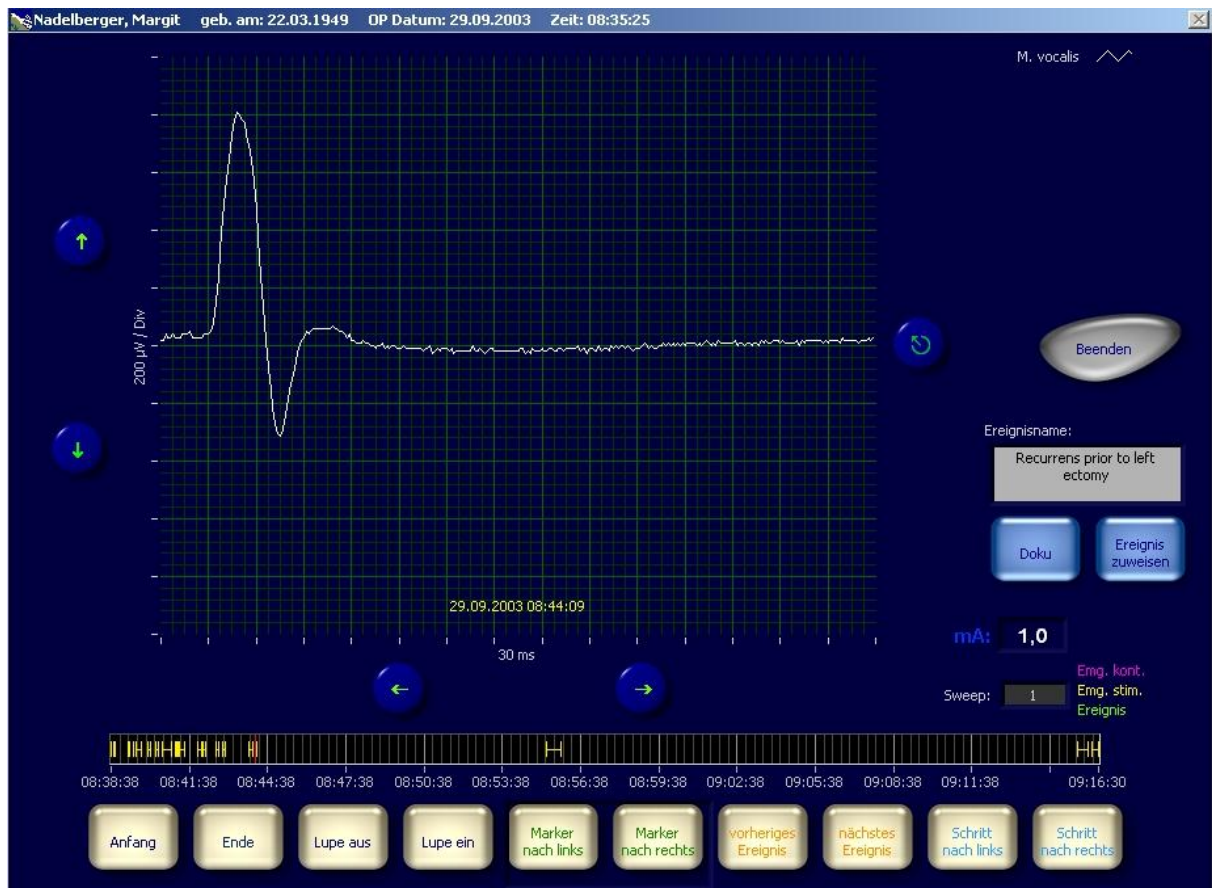 Nadelberger, Margit geb. am: 22.03.1949 OP Datum: 29.09.2003 Zeit: 08:35:25
M. vocalis
200 µV / Div
Beenden
Ereignisname:
Recurrens prior to left
ectomy
Doku
Ereignis
zuweisen
29.09.2003 08:44:09
30 ms
mA: 1,0
Emg. kont.
Sweep: 1 Emg. stim.
Ereignis
08:38:38 08:41:38 08:44:38 08:47:38 08:50:38 08:53:38 08:56:38 08:59:38 09:02:38 09:05:38 09:08:38 09:11:38 09:16:30
Anfang
Ende
Lupe aus
Lupe ein
Marker
nach links
Marker
nach rechts
vorheriges
Ereignis
nächstes
Ereignis
Schritt
nach links
Schritt
nach rechts